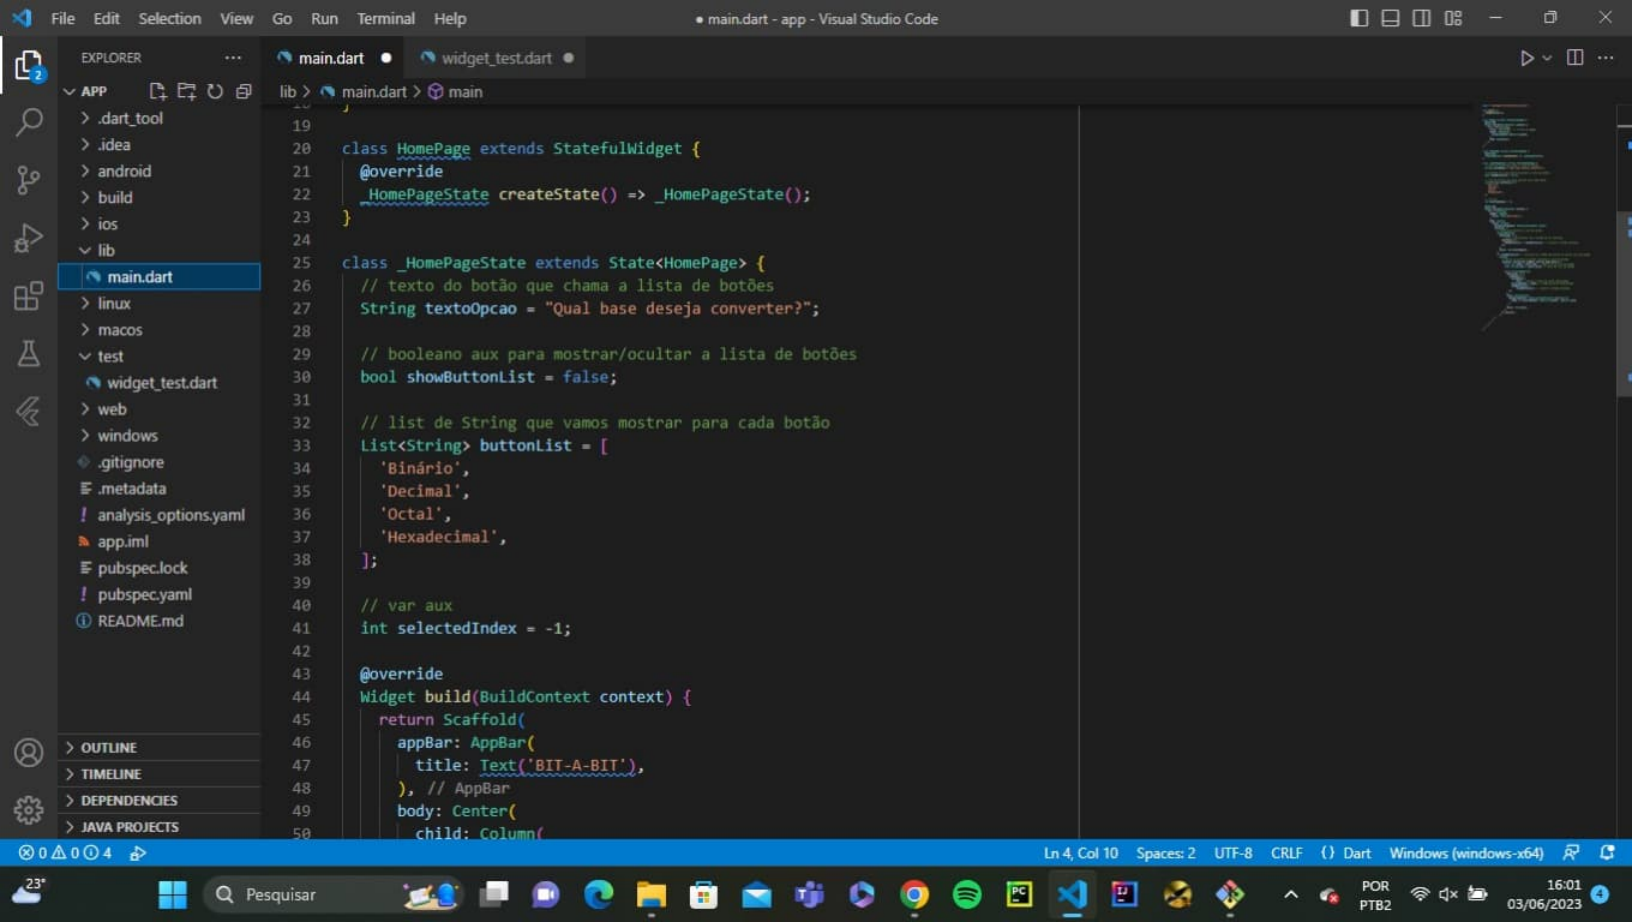 File Edit Selection View Go Run Terminal Help
● main.dart - app - Visual Studio Code
EXPLORER
main.dart ●
widget_test.dart ●
2
APP
lib > main.dart > main
.dart_tool
.idea
android
build
ios
lib
main.dart
linux
macos
test
widget_test.dart
web
windows
.gitignore
.metadata
! analysis_options.yaml
app.iml
pubspec.lock
! pubspec.yaml
README.md
OUTLINE
TIMELINE
DEPENDENCIES
JAVA PROJECTS
18 }
19
20 class HomePage extends StatefulWidget {
21 @override
22 _HomePageState createState() => _HomePageState();
23 }
24
25 class _HomePageState extends State<HomePage> {
26 // texto do botão que chama a lista de botões
27 String textoOpcao = "Qual base deseja converter?";
28
29 // booleano aux para mostrar/ocultar a lista de botões
30 bool showButtonList = false;
31
32 // list de String que vamos mostrar para cada botão
33 List<String> buttonList = [
34 'Binário',
35 'Decimal',
36 'Octal',
37 'Hexadecimal',
38 ];
39
40 // var aux
41 int selectedIndex = -1;
42
43 @override
44 Widget build(BuildContext context) {
45 return Scaffold(
46 appBar: AppBar(
47 title: Text('BIT-A-BIT'),
48 ), // AppBar
49 body: Center(
50 child: Column(
0 0 4
Ln 4, Col 10 Spaces: 2 UTF-8 CRLF {} Dart Windows (windows-x64)
23°
Pesquisar
PC
IJ
POR
PTB2
16:01
03/06/2023
4